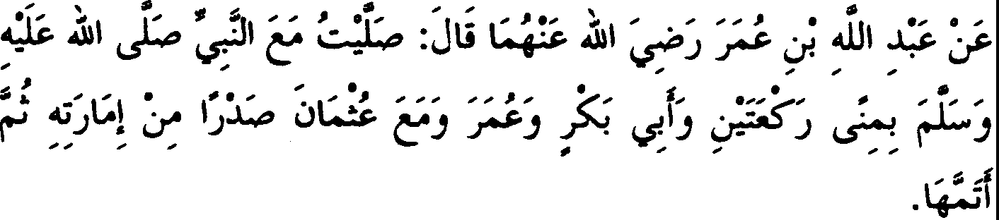 عَنْ عَبْدِ اللَّهِ بْنِ عُمَرَ رَضِيَ الله عَنْهُمَا قَالَ: صَلَّيْتُ مَعَ النَّبِيِّ صَلَّى الله عَلَيْهِ
وَسَلَّمَ بِمِنًى رَكْعَتَيْنِ وَأَبِي بَكْرٍ وَعُمَرَ وَمَعَ عُثْمَانَ صَدْرًا مِنْ إِمَارَتِهِ ثُمَّ
أَتَمَّهَا.